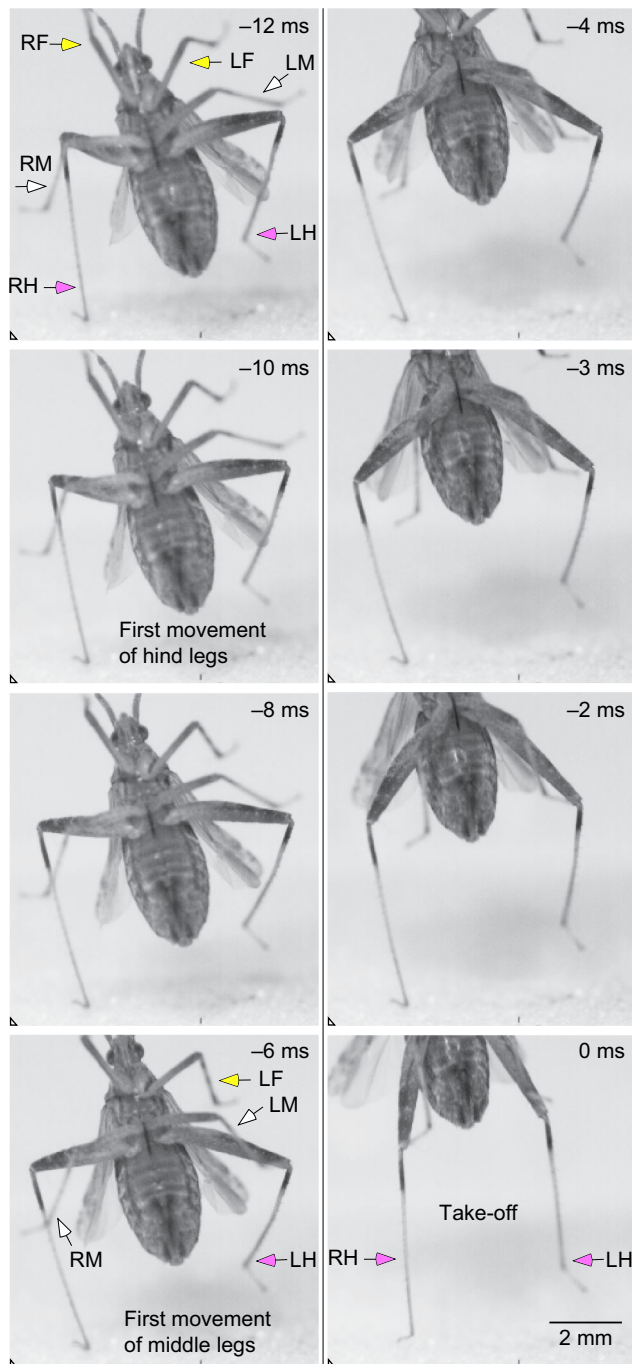 –12 ms
RF
LF
LM
RM
LH
RH
–10 ms
First movement
of hind legs
–8 ms
–6 ms
LF
LM
RM
LH
First movement
of middle legs
–4 ms
–3 ms
–2 ms
0 ms
Take-off
RH
LH
2 mm